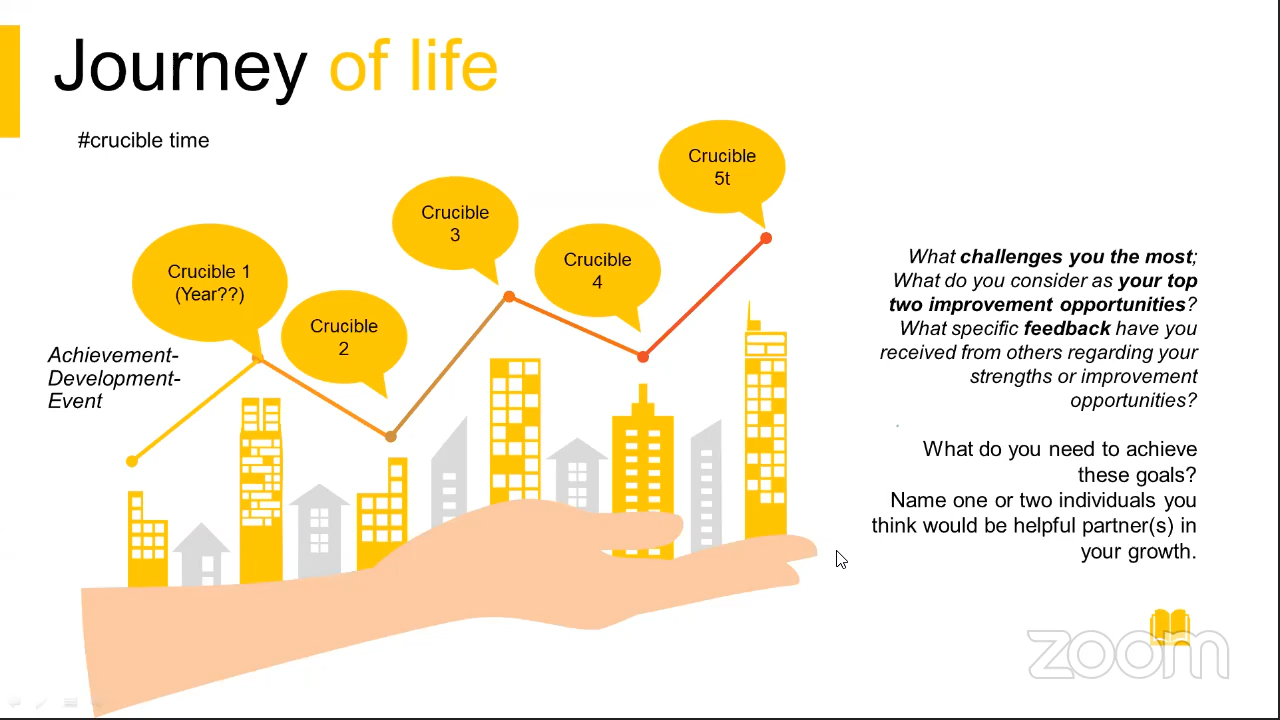 Journey of life
#crucible time
Crucible 1
(Year??)
Crucible
2
Crucible
3
Crucible
4
Crucible
5t
Achievement-
Development-
Event
What challenges you the most;
What do you consider as your top
two improvement opportunities?
What specific feedback have you
received from others regarding your
strengths or improvement
opportunities?
What do you need to achieve
these goals?
Name one or two individuals you
think would be helpful partner(s) in
your growth.
zoom